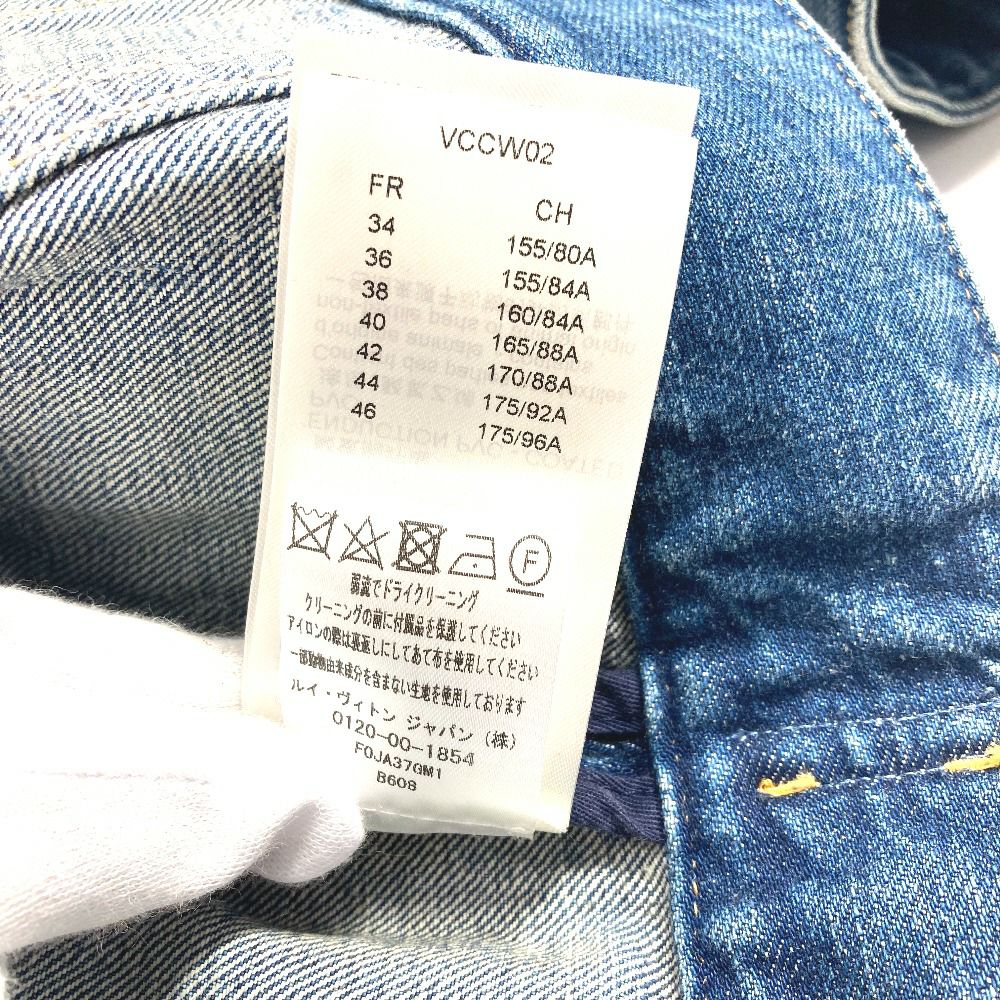 VCCW02
FR CH
34 155/80A
36 155/84A
38 160/84A
40 165/88A
42 170/88A
44 175/92A
46 175/96A
F
弱流でドライクリーニング
クリーニングの前に付属品を保護してください
アイロンの際は裏返しにしてあて布を使用してください
一部動物由来成分を含まない生地を使用しております
ルイ・ヴィトン ジャパン (株)
0120-00-1854
F0JA37GM1
B608